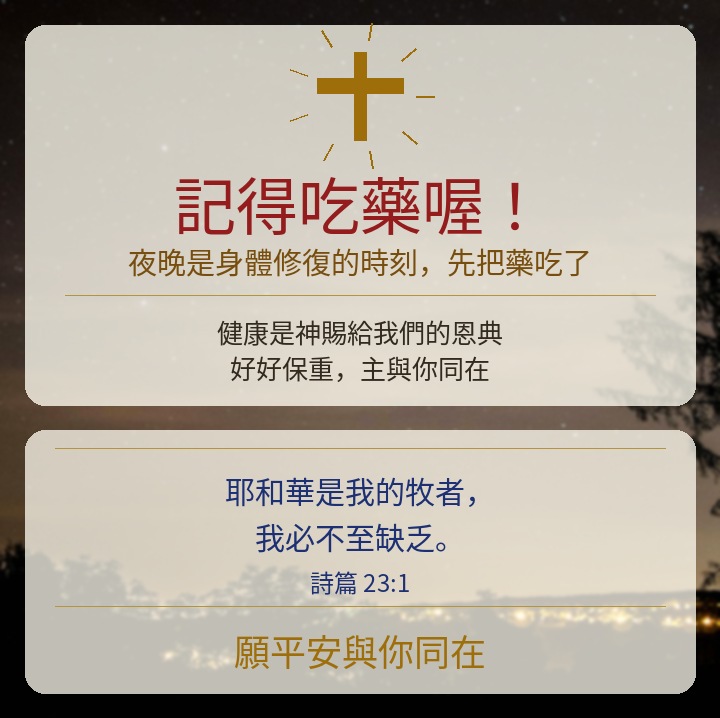 記得吃藥喔！
夜晚是身體修復的時刻，先把藥吃了
健康是神賜給我們的恩典
好好保重，主與你同在
耶和華是我的牧者，
我必不至缺乏。
詩篇 23:1
願平安與你同在